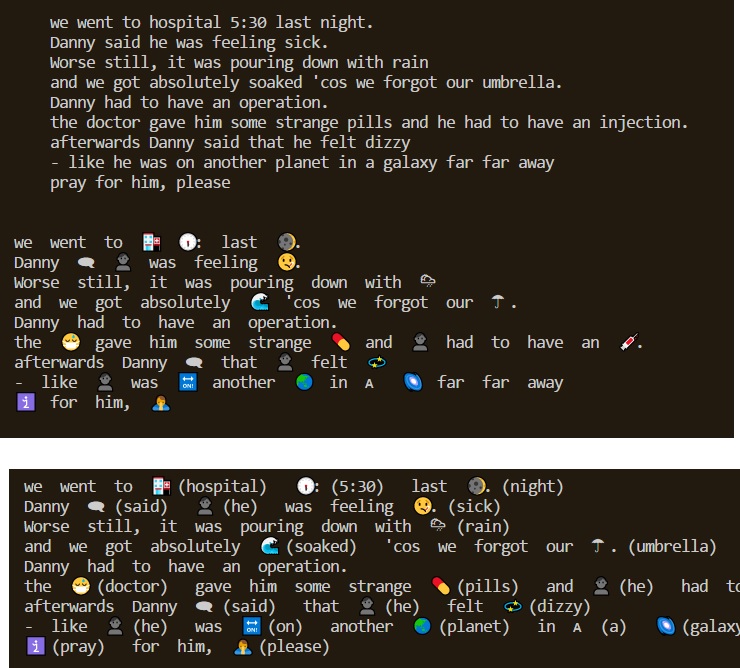 we went to hospital 5:30 last night.
Danny said he was feeling sick.
Worse still, it was pouring down with rain
and we got absolutely soaked 'cos we forgot our umbrella.
Danny had to have an operation.
the doctor gave him some strange pills and he had to have an injection.
afterwards Danny said that he felt dizzy
- like he was on another planet in a galaxy far far away
pray for him, please
we went to 🏥 🕠: last 🌒.
Danny 🗨 👤 was feeling 🤒.
Worse still, it was pouring down with 🌧
and we got absolutely 🌊 'cos we forgot our ☂.
Danny had to have an operation.
the 😷 gave him some strange 💊 and 👤 had to have an 💉.
afterwards Danny 🗨 that 👤 felt 💫
- like 👤 was 🔛 another 🌏 in A 🌌 far far away
ℹ for him, 🙇
we went to 🏥 (hospital) 🕠: (5:30) last 🌒. (night)
Danny 🗨 (said) 👤 (he) was feeling 🤒. (sick)
Worse still, it was pouring down with 🌧 (rain)
and we got absolutely 🌊 (soaked) 'cos we forgot our ☂. (umbrella)
Danny had to have an operation.
the 😷 (doctor) gave him some strange 💊 (pills) and 👤 (he) had
afterwards Danny 🗨 (said) that 👤 (he) felt 💫 (dizzy)
- like 👤 (he) was 🔛 (on) another 🌏 (planet) in A (a) 🌌 (galaxy
ℹ (pray) for him, 🙇 (please)